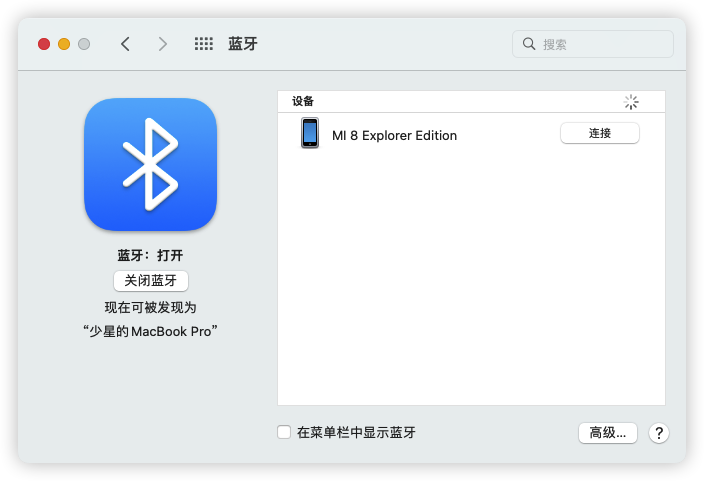 蓝牙
搜索
设备
MI 8 Explorer Edition
连接
蓝牙：打开
关闭蓝牙
现在可被发现为
“少星的MacBook Pro”
在菜单栏中显示蓝牙
高级...
?